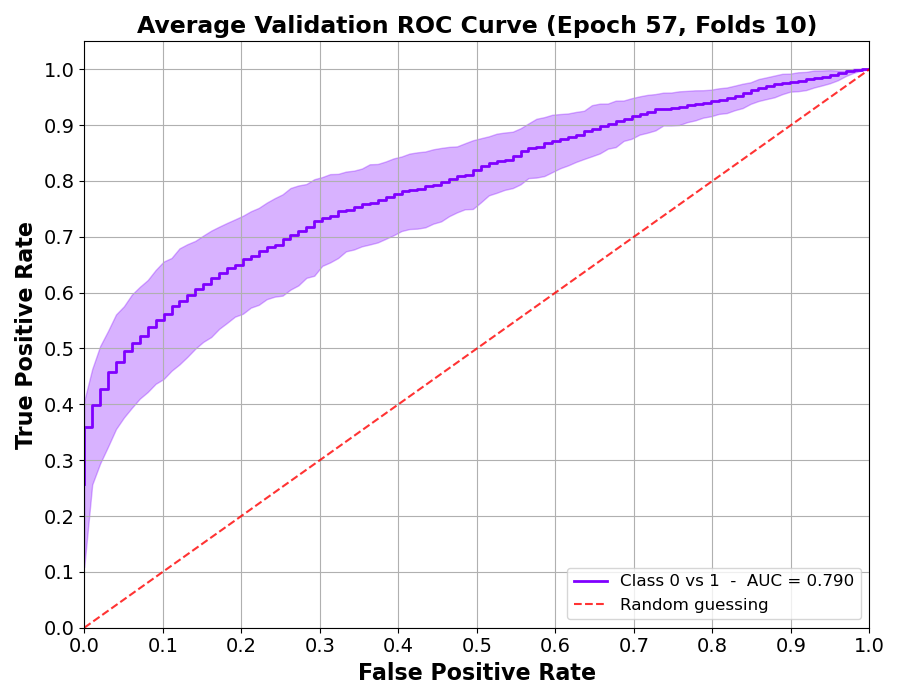 Average Validation ROC Curve (Epoch 57, Folds 10)
True Positive Rate
1.0
0.9
0.8
0.7
0.6
0.5
0.4
0.3
0.2
0.1
0.0
Class 0 vs 1 - AUC = 0.790
Random guessing
0.0 0.1 0.2 0.3 0.4 0.5 0.6 0.7 0.8 0.9 1.0
False Positive Rate